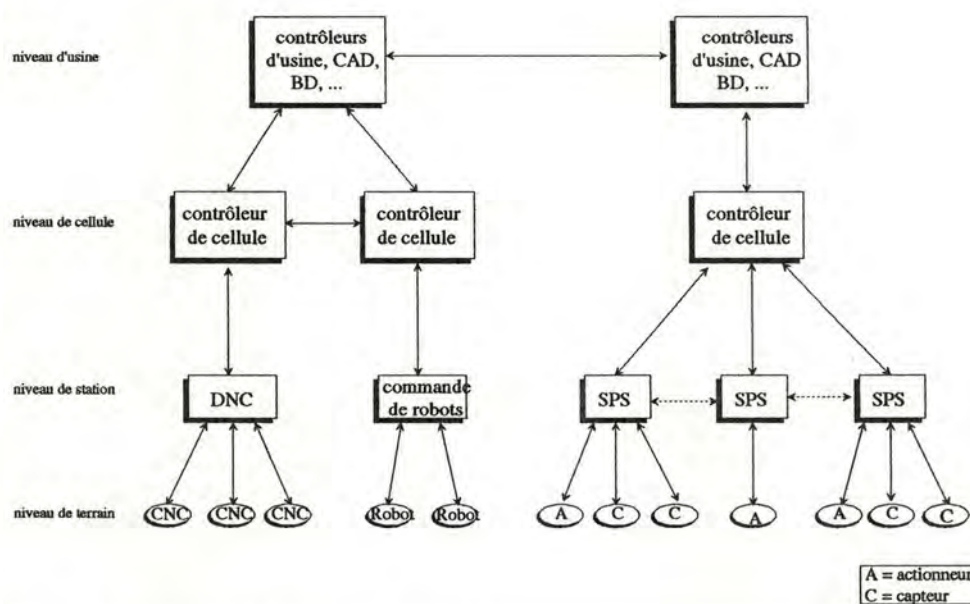 niveau d'usine
contrôleurs
d'usine, CAD,
BD, ...
contrôleurs
d'usine, CAD
BD, ...
niveau de cellule
contrôleur
de cellule
contrôleur
de cellule
contrôleur
de cellule
niveau de station
DNC
commande
de robots
SPS
SPS
SPS
niveau de terrain
CNC
CNC
CNC
Robot
Robot
A
C
C
A
A
C
C
A = actionneur
C = capteur